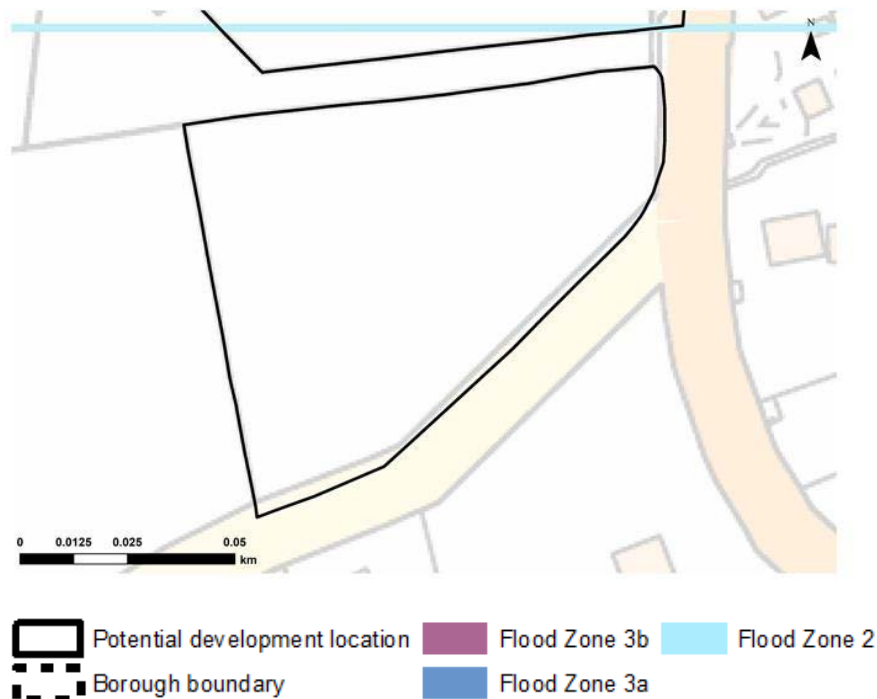 N
0 0.0125 0.025 0.05
km
Potential development location Flood Zone 3b Flood Zone 2
Borough boundary Flood Zone 3a